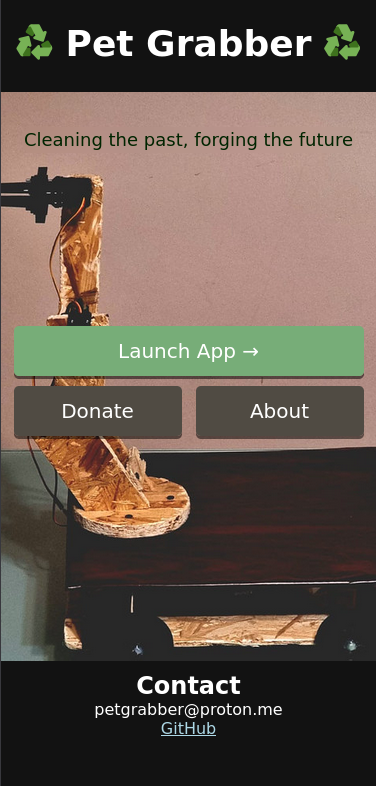 ♻ Pet Grabber ♻
Cleaning the past, forging the future
Launch App →
Donate
About
Contact
petgrabber@proton.me
GitHub